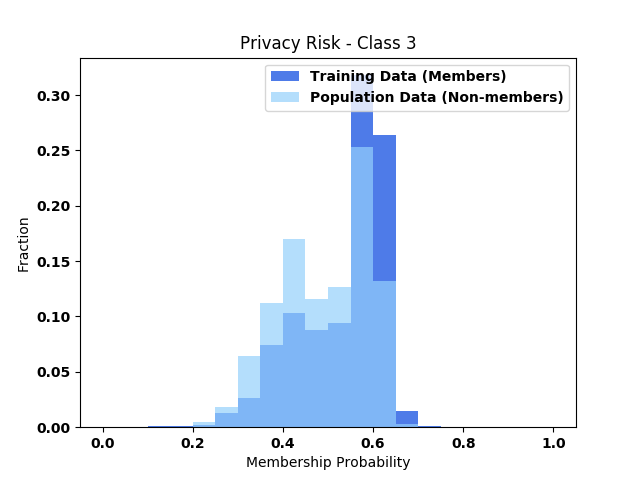 Privacy Risk - Class 3
Training Data (Members)
Population Data (Non-members)
0.30
0.25
0.20
0.15
0.10
0.05
0.00
Fraction
0.0 0.2 0.4 0.6 0.8 1.0
Membership Probability